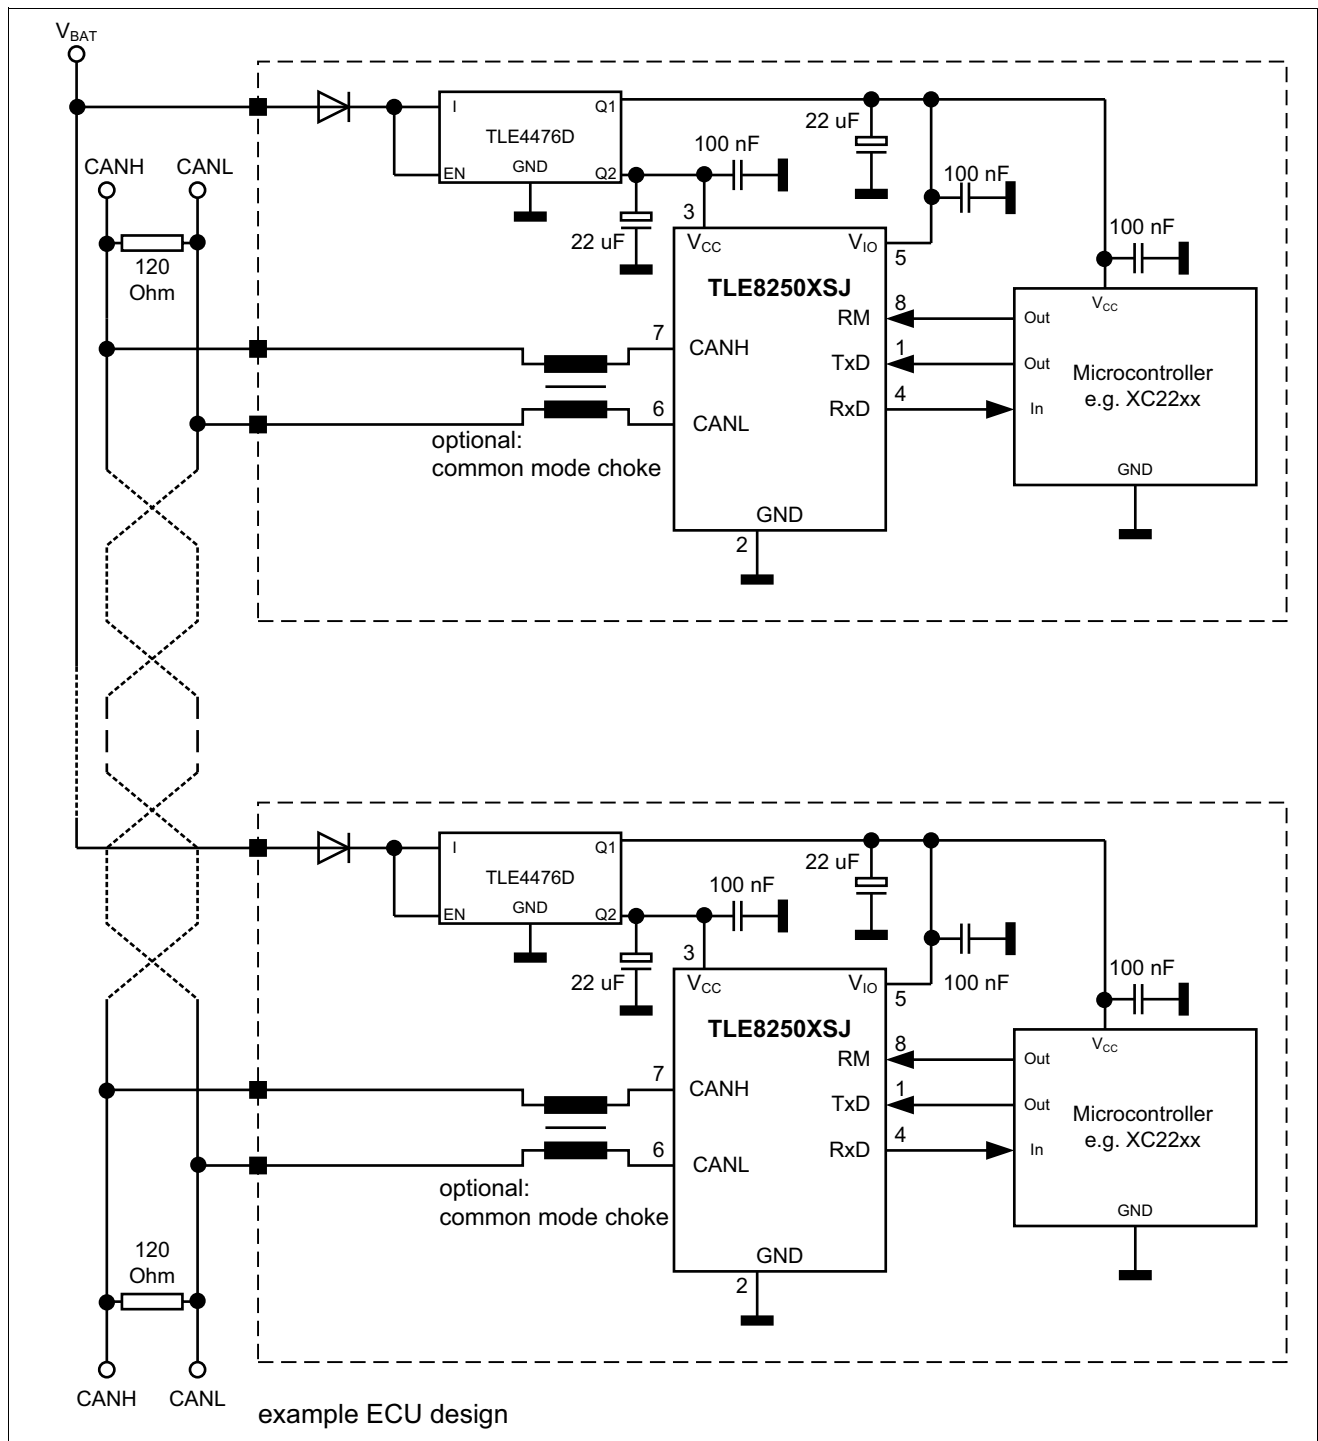 VBAT
CANH
CANL
120
Ohm
I
Q1
TLE4476D
EN
GND
Q2
22 uF
100 nF
22 uF
100 nF
100 nF
3
VCC
VIO
5
TLE8250XSJ
RM
8
TxD
1
RxD
4
7
CANH
6
CANL
GND
2
optional:
common mode choke
VCC
Out
Out
In
Microcontroller
e.g. XC22xx
GND
I
Q1
TLE4476D
EN
GND
Q2
22 uF
100 nF
22 uF
100 nF
100 nF
3
VCC
VIO
5
TLE8250XSJ
RM
8
TxD
1
RxD
4
7
CANH
6
CANL
GND
2
optional:
common mode choke
VCC
Out
Out
In
Microcontroller
e.g. XC22xx
GND
120
Ohm
CANH
CANL
example ECU design